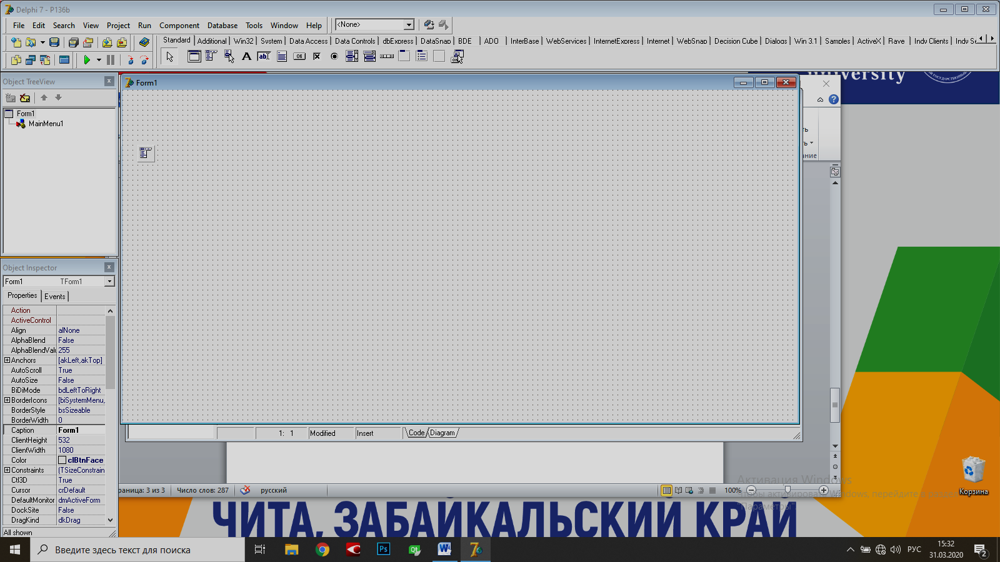 Delphi 7 - P136b
File Edit Search View Project Run Component Database Tools Window Help <None>
Standard Additional Win32 System Data Access Data Controls dbExpress DataSnap BDE ADO InterBase WebServices InternetExpress Internet WebSnap Decision Cube Dialogs Win 3.1 Samples ActiveX Rave Indy Clients Indy Se
university
Object TreeView
Form1
MainMenu1
Form1
ть
ть
ние
Object Inspector
Form1 TForm1
Properties Events
Action
ActiveControl
Align alNone
AlphaBlend False
AlphaBlendValu 255
Anchors [akLeft,akTop]
AutoScroll True
AutoSize False
BiDiMode bdLeftToRight
BorderIcons [biSystemMenu,
BorderStyle bsSizeable
BorderWidth 0
Caption Form1
ClientHeight 532
ClientWidth 1080
Color clBtnFace
Constraints (TSizeConstrain
Ctl3D True
Cursor crDefault
DefaultMonitor dmActiveForm
DockSite False
DragKind dkDrag
All shown
1: 1 Modified Insert Code Diagram
раница: 3 из 3 Число слов: 287 русский 100%
Активация Windows
Чтобы активировать Windows, перейдите в раздел
"Параметры".
Корзина
ЧИТА, ЗАБАЙКАЛЬСКИЙ КРАЙ
Введите здесь текст для поиска
РУС
15:32
31.03.2020
2